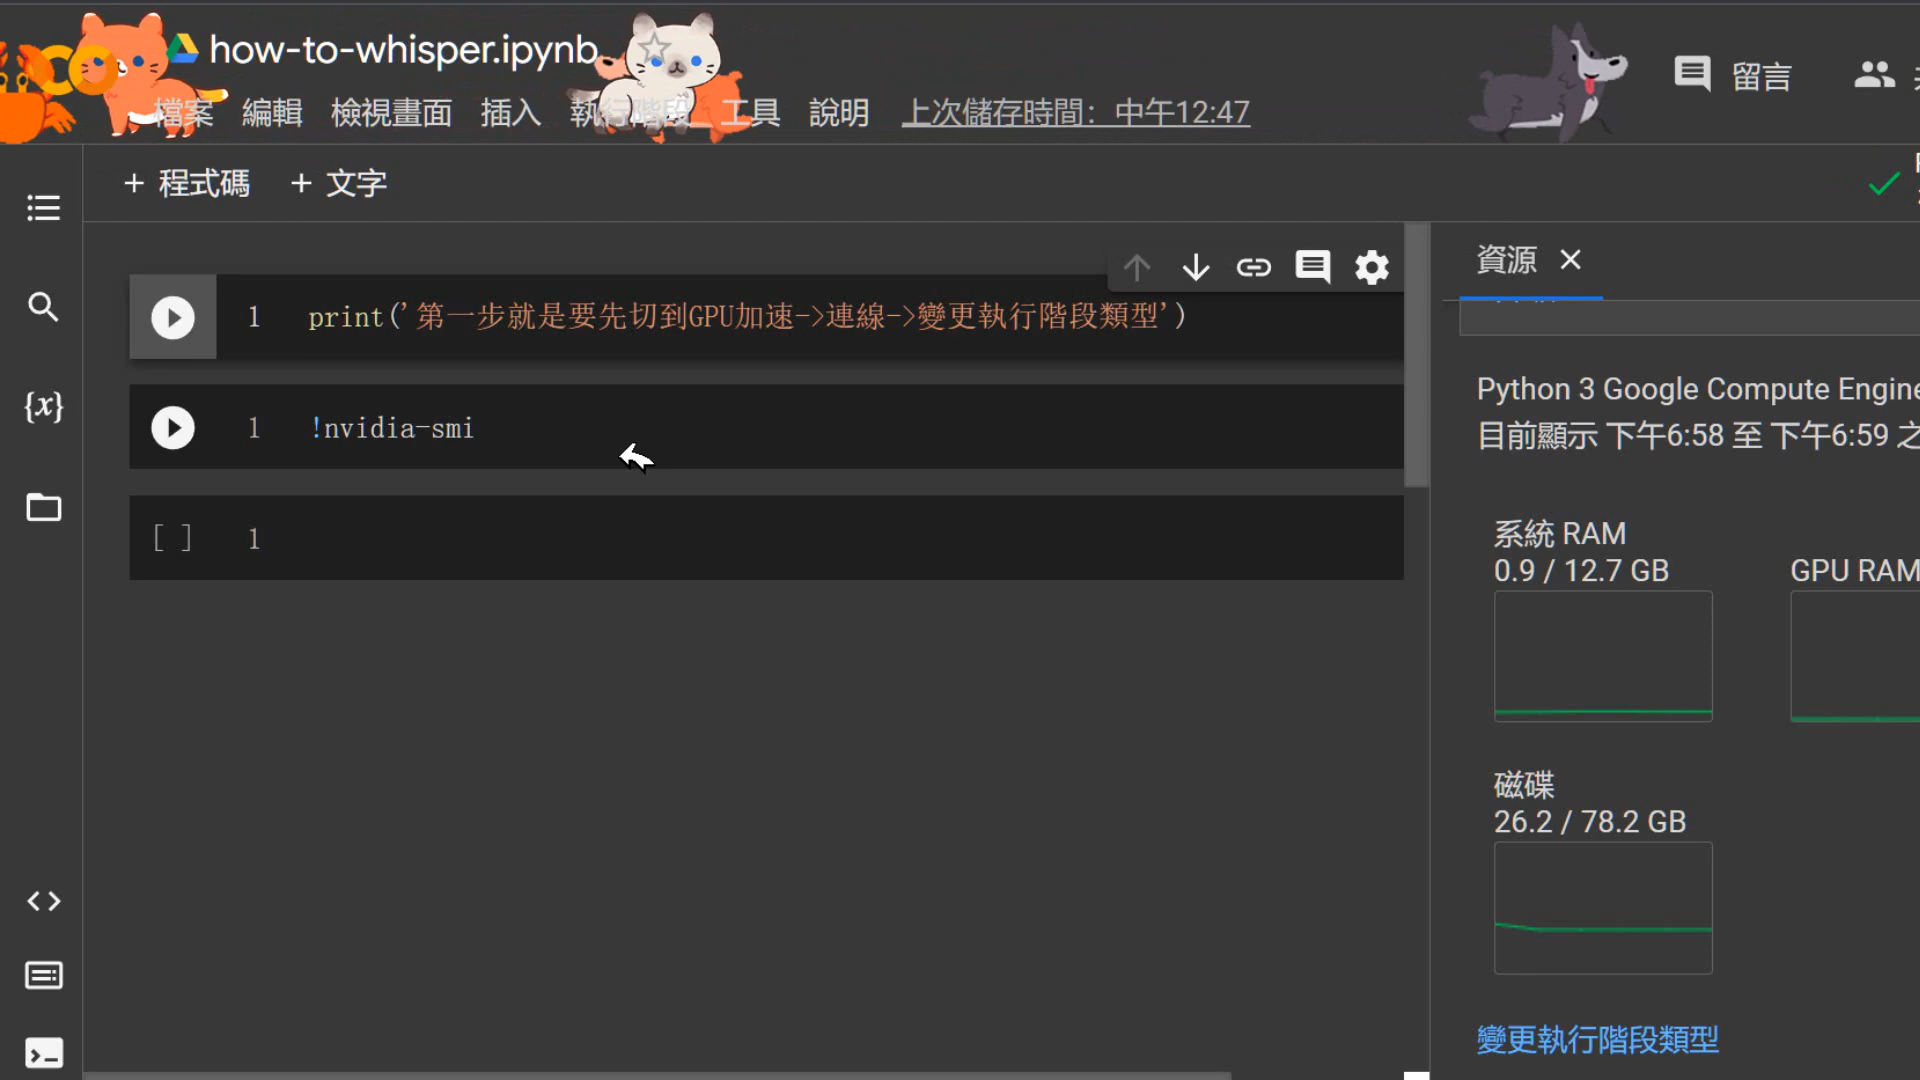 how-to-whisper.ipynb
檔案 編輯 檢視畫面 插入 執行階段 工具 說明 上次儲存時間：中午12:47
留言
+ 程式碼 + 文字
資源
1 print('第一步就是要先切到GPU加速->連線->變更執行階段類型')
1 !nvidia-smi
[ ] 1
Python 3 Google Compute Engine
目前顯示 下午6:58 至 下午6:59 之
系統 RAM
0.9 / 12.7 GB
GPU RAM
磁碟
26.2 / 78.2 GB
變更執行階段類型